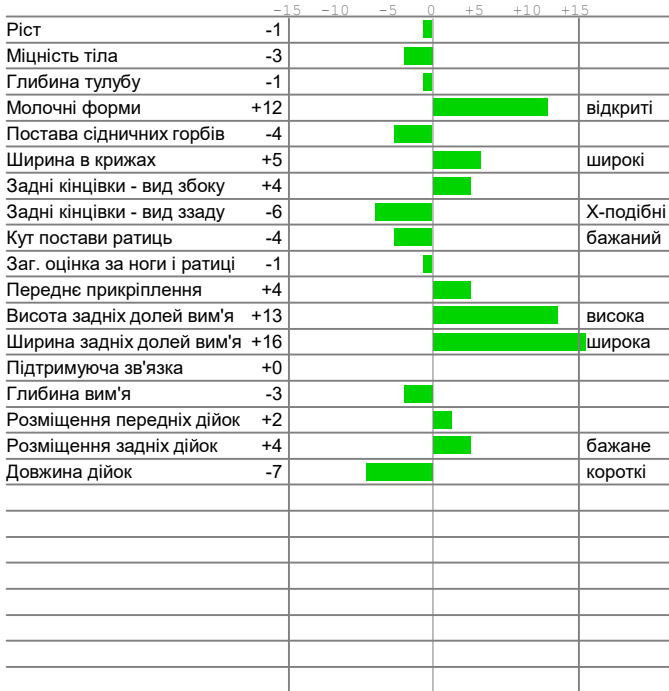 -15 -10 -5 0 +5 +10 +15
Ріст -1
Міцність тіла -3
Глибина тулубу -1
Молочні форми +12 відкриті
Постава сідничних горбів -4
Ширина в крижах +5 широкі
Задні кінцівки - вид збоку +4
Задні кінцівки - вид ззаду -6 Х-подібні
Кут постави ратиць -4 бажаний
Заг. оцінка за ноги і ратиці -1
Переднє прикріплення +4
Висота задніх долей вим'я +13 висока
Ширина задніх долей вим'я +16 широка
Підтримуюча зв'язка +0
Глибина вим'я -3
Розміщення передніх дійок +2
Розміщення задніх дійок +4 бажане
Довжина дійок -7 короткі